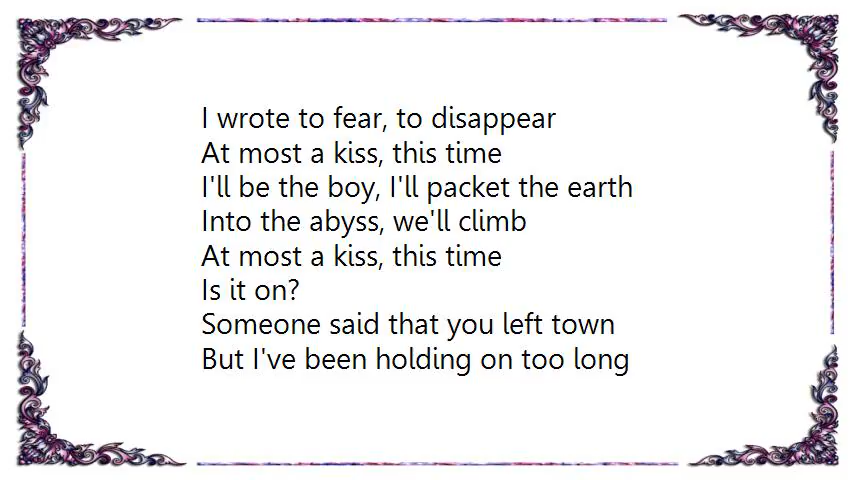 I wrote to fear, to disappear
At most a kiss, this time
I'll be the boy, I'll packet the earth
Into the abyss, we'll climb
At most a kiss, this time
Is it on?
Someone said that you left town
But I've been holding on too long